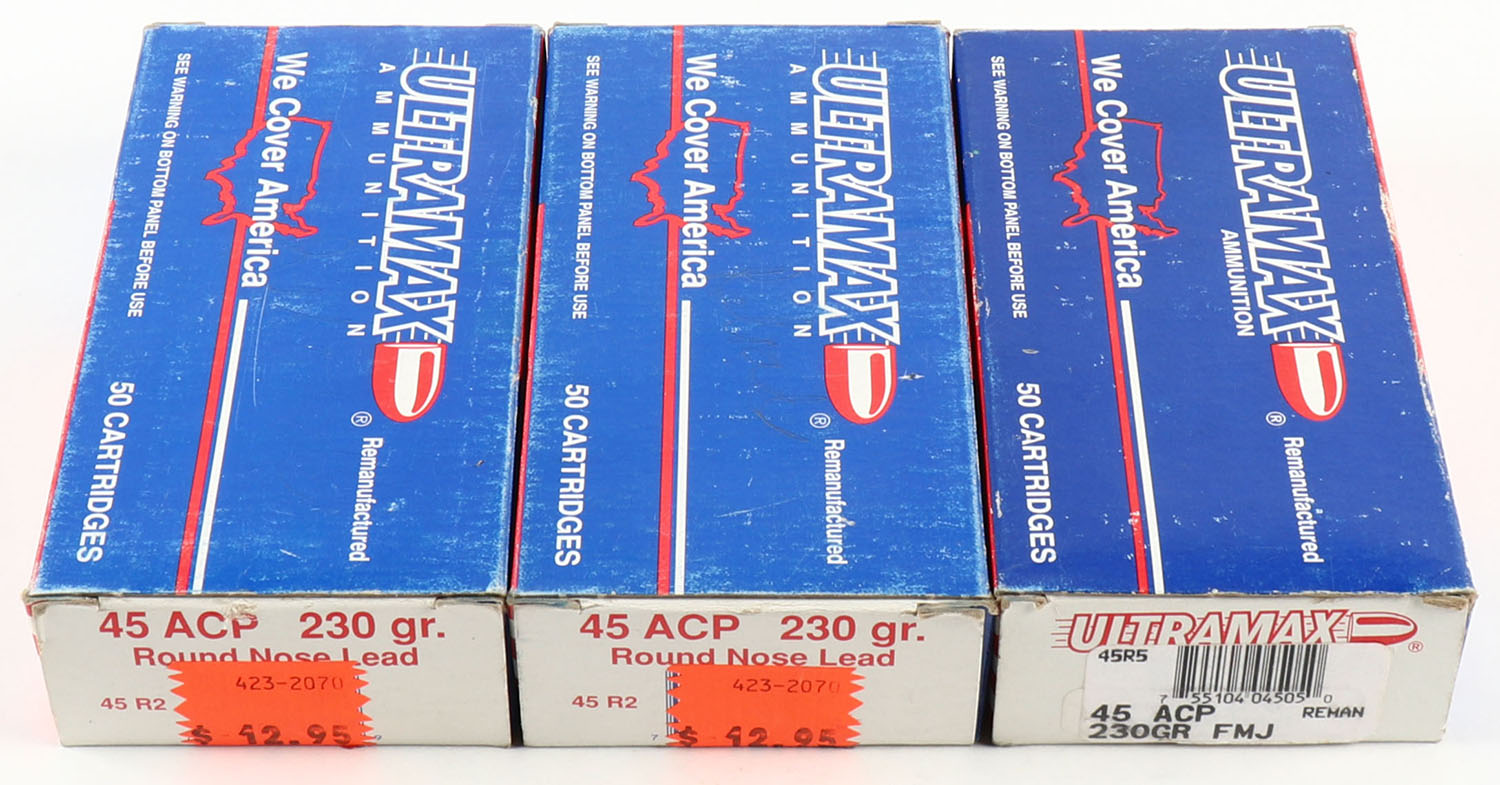 ULTRAMAX
AMMUNITION
® Remanufactured
We Cover America
50 CARTRIDGES
SEE WARNING ON BOTTOM PANEL BEFORE USE
45 ACP 230 gr.
Round Nose Lead
45 R2
423-2070
$ 12.95
ULTRAMAX
AMMUNITION
® Remanufactured
We Cover America
50 CARTRIDGES
SEE WARNING ON BOTTOM PANEL BEFORE USE
45 ACP 230 gr.
Round Nose Lead
45 R2
423-2070
7
$ 12.95
ULTRAMAX
AMMUNITION
® Remanufactured
We Cover America
50 CARTRIDGES
SEE WARNING ON BOTTOM PANEL BEFORE USE
ULTRAMAX ®
45R5
7 55104 04505 0
45 ACP REMAN
230GR FMJ